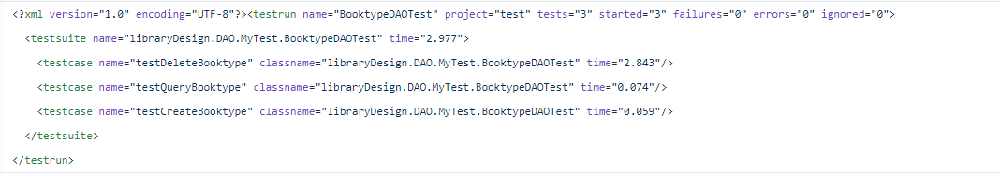 <?xml version="1.0" encoding="UTF-8"?><testrun name="BooktypeDAOTest" project="test" tests="3" started="3" failures="0" errors="0" ignored="0">
<testsuite name="libraryDesign.DAO.MyTest.BooktypeDAOTest" time="2.977">
<testcase name="testDeleteBooktype" classname="libraryDesign.DAO.MyTest.BooktypeDAOTest" time="2.843"/>
<testcase name="testQueryBooktype" classname="libraryDesign.DAO.MyTest.BooktypeDAOTest" time="0.074"/>
<testcase name="testCreateBooktype" classname="libraryDesign.DAO.MyTest.BooktypeDAOTest" time="0.059"/>
</testsuite>
</testrun>